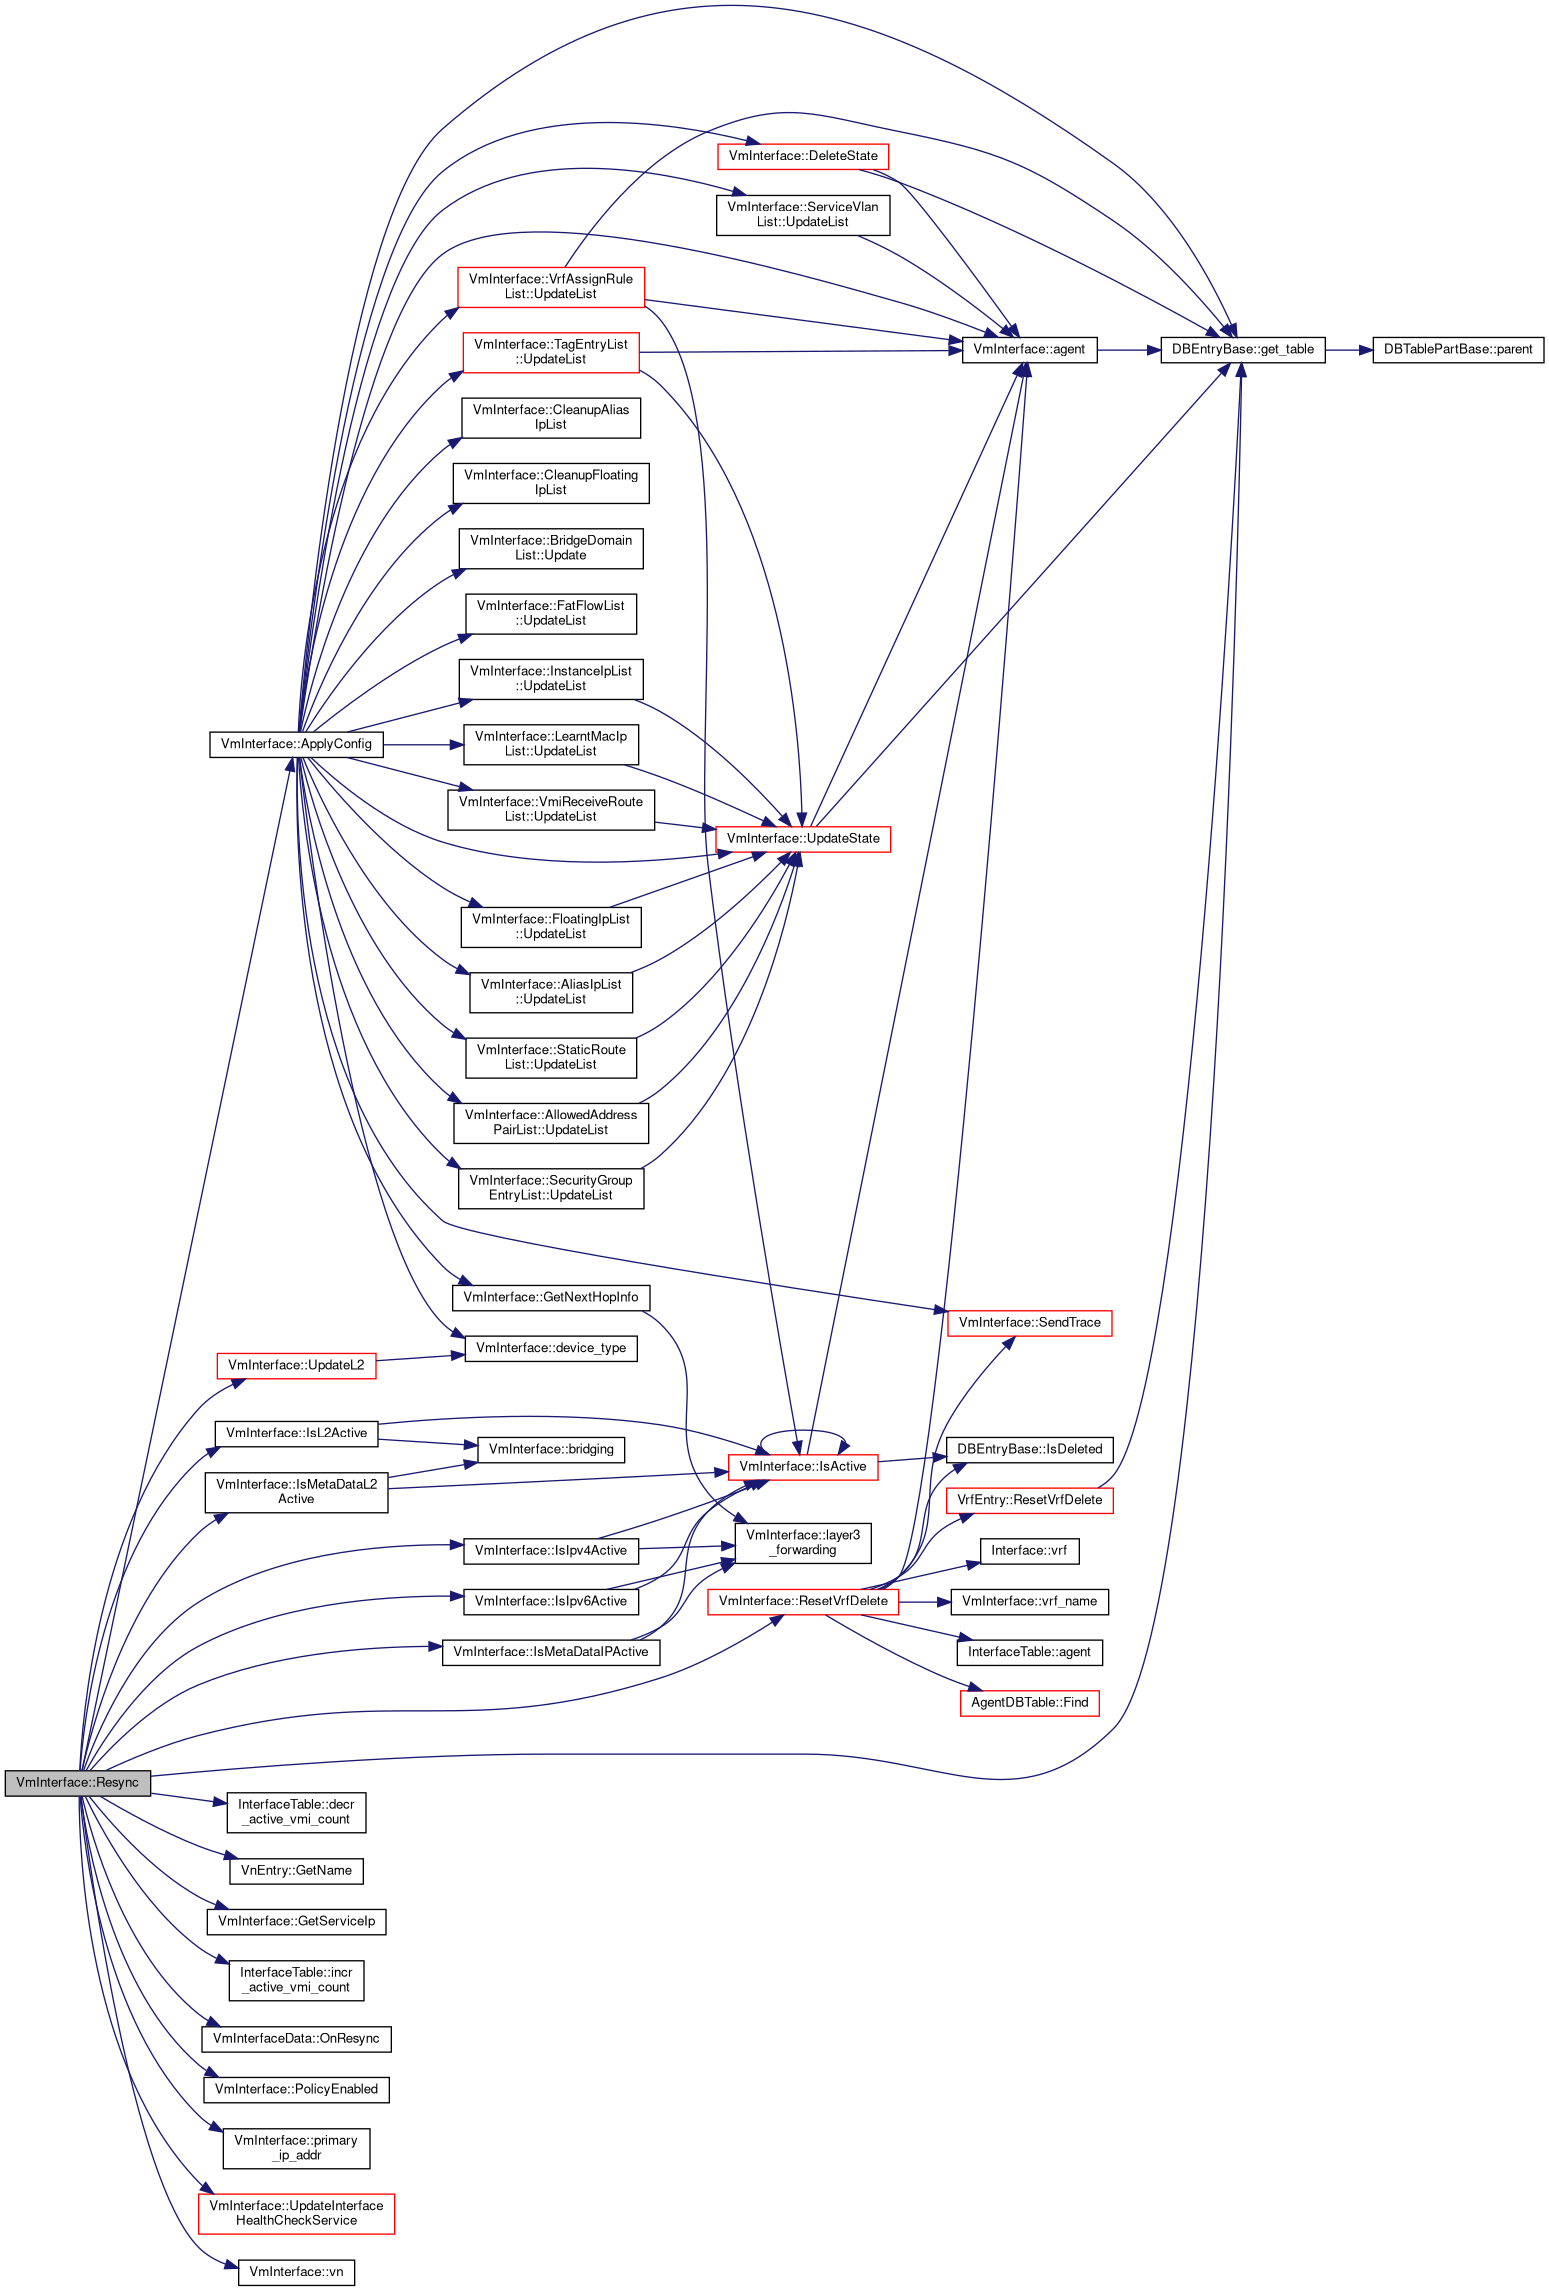 VmInterface::DeleteState
VmInterface::ServiceVlan
List::UpdateList
VmInterface::VrfAssignRule
List::UpdateList
VmInterface::TagEntryList
::UpdateList
VmInterface::agent
DBEntryBase::get_table
DBTablePartBase::parent
VmInterface::CleanupAlias
IpList
VmInterface::CleanupFloating
IpList
VmInterface::BridgeDomain
List::Update
VmInterface::FatFlowList
::UpdateList
VmInterface::InstanceIpList
::UpdateList
VmInterface::ApplyConfig
VmInterface::LearntMacIp
List::UpdateList
VmInterface::VmiReceiveRoute
List::UpdateList
VmInterface::UpdateState
VmInterface::FloatingIpList
::UpdateList
VmInterface::AliasIpList
::UpdateList
VmInterface::StaticRoute
List::UpdateList
VmInterface::AllowedAddress
PairList::UpdateList
VmInterface::SecurityGroup
EntryList::UpdateList
VmInterface::GetNextHopInfo
VmInterface::SendTrace
VmInterface::device_type
VmInterface::UpdateL2
VmInterface::IsL2Active
VmInterface::bridging
DBEntryBase::IsDeleted
VmInterface::IsActive
VmInterface::IsMetaDataL2
Active
VrfEntry::ResetVrfDelete
VmInterface::IsIpv4Active
VmInterface::layer3
_forwarding
Interface::vrf
VmInterface::IsIpv6Active
VmInterface::ResetVrfDelete
VmInterface::vrf_name
VmInterface::IsMetaDataIPActive
InterfaceTable::agent
AgentDBTable::Find
VmInterface::Resync
InterfaceTable::decr
_active_vmi_count
VnEntry::GetName
VmInterface::GetServiceIp
InterfaceTable::incr
_active_vmi_count
VmInterfaceData::OnResync
VmInterface::PolicyEnabled
VmInterface::primary
_ip_addr
VmInterface::UpdateInterface
HealthCheckService
VmInterface::vn